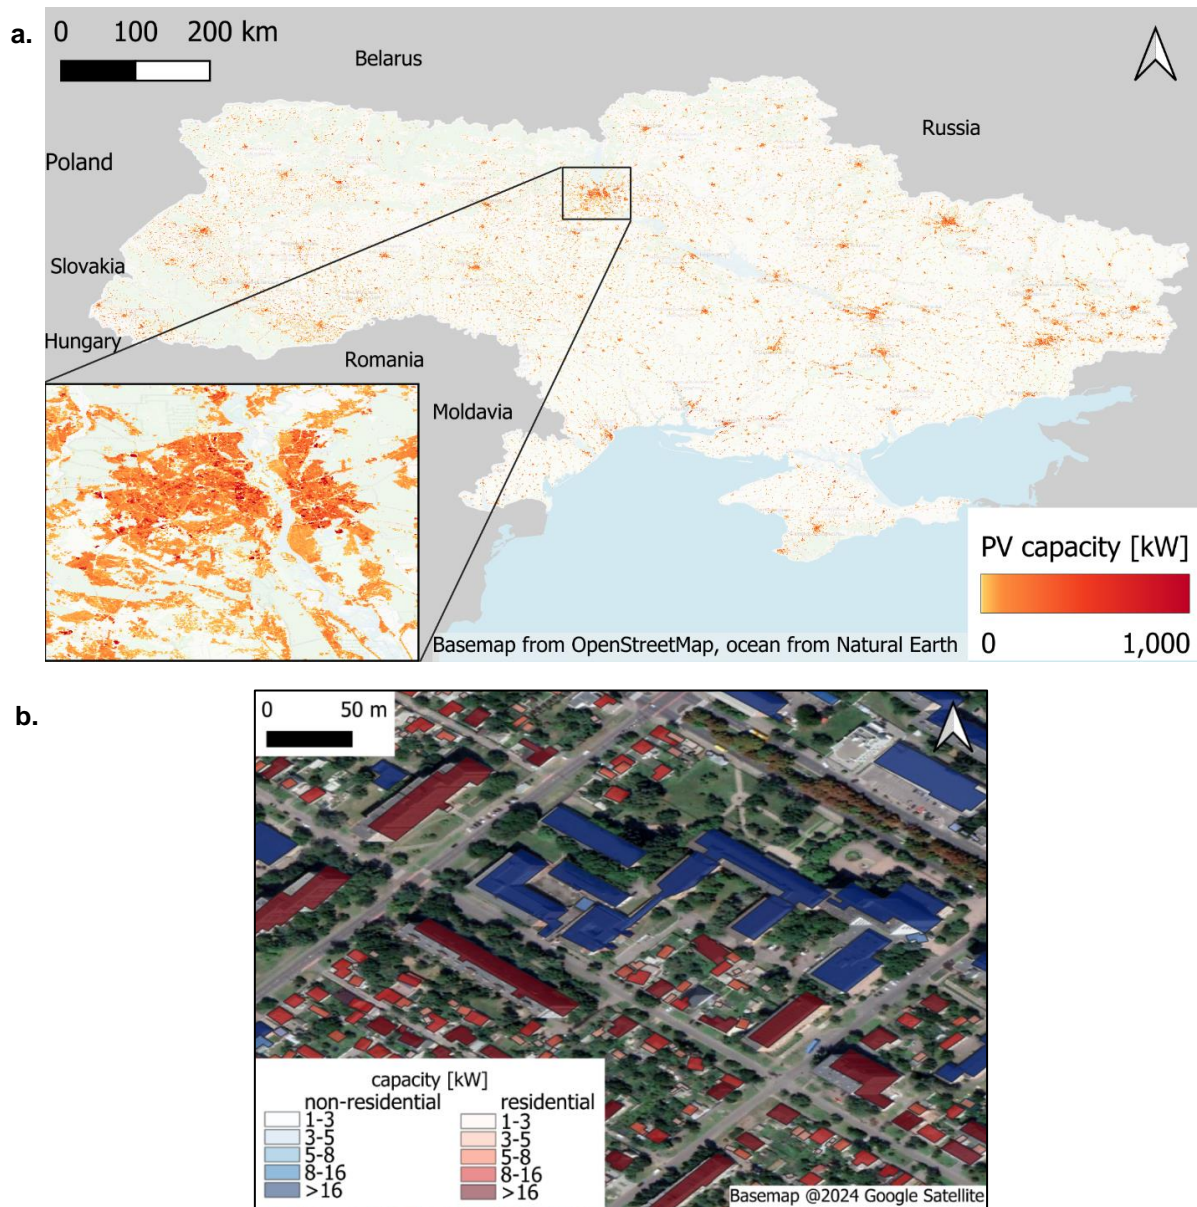 a.
0 100 200 km
Belarus
Russia
Poland
Slovakia
Hungary
Romania
Moldavia
PV capacity [kW]
0 1,000
Basemap from OpenStreetMap, ocean from Natural Earth
b.
0 50 m
capacity [kW]
non-residential residential
1-3 1-3
3-5 3-5
5-8 5-8
8-16 8-16
>16 >16
Basemap @2024 Google Satellite